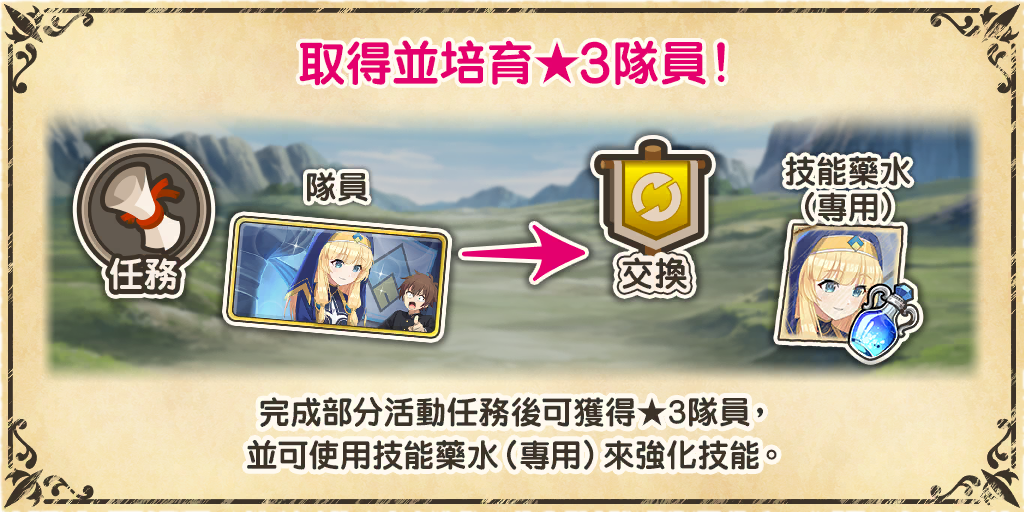 取得並培育★3隊員！
任務
隊員
交換
技能藥水
（專用）
完成部分活動任務後可獲得★3隊員，
並可使用技能藥水（專用）來強化技能。